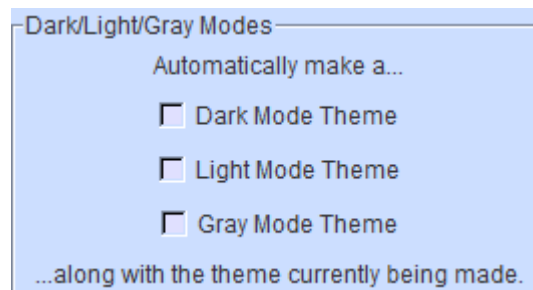 Dark/Light/Gray Modes
Automatically make a...
Dark Mode Theme
Light Mode Theme
Gray Mode Theme
...along with the theme currently being made.